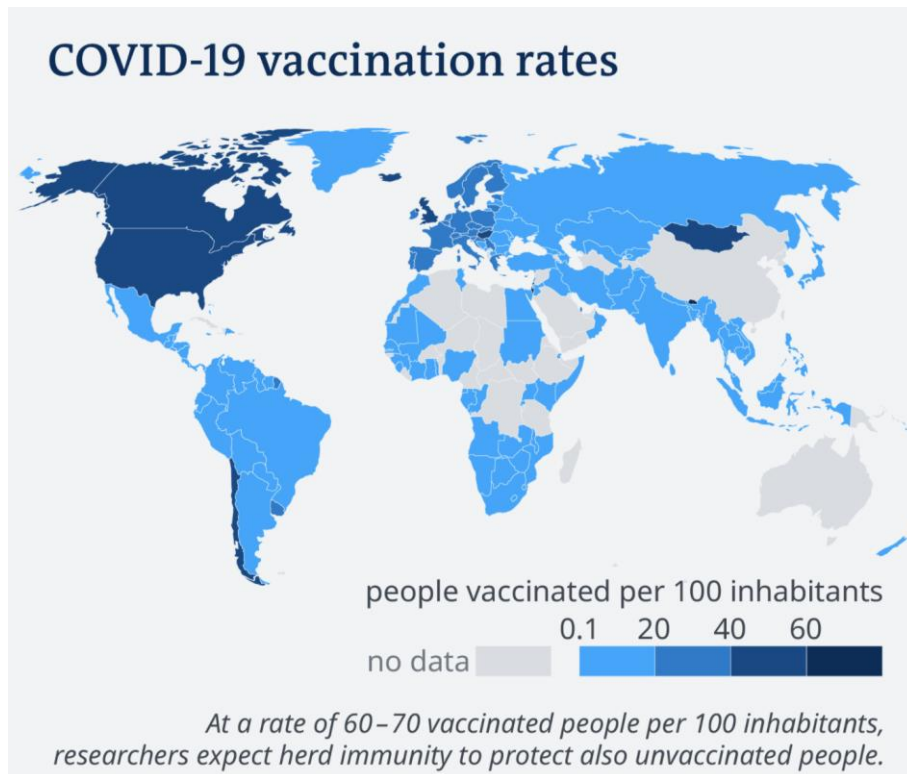 COVID-19 vaccination rates
people vaccinated per 100 inhabitants
0.1 20 40 60
no data
At a rate of 60–70 vaccinated people per 100 inhabitants,
researchers expect herd immunity to protect also unvaccinated people.